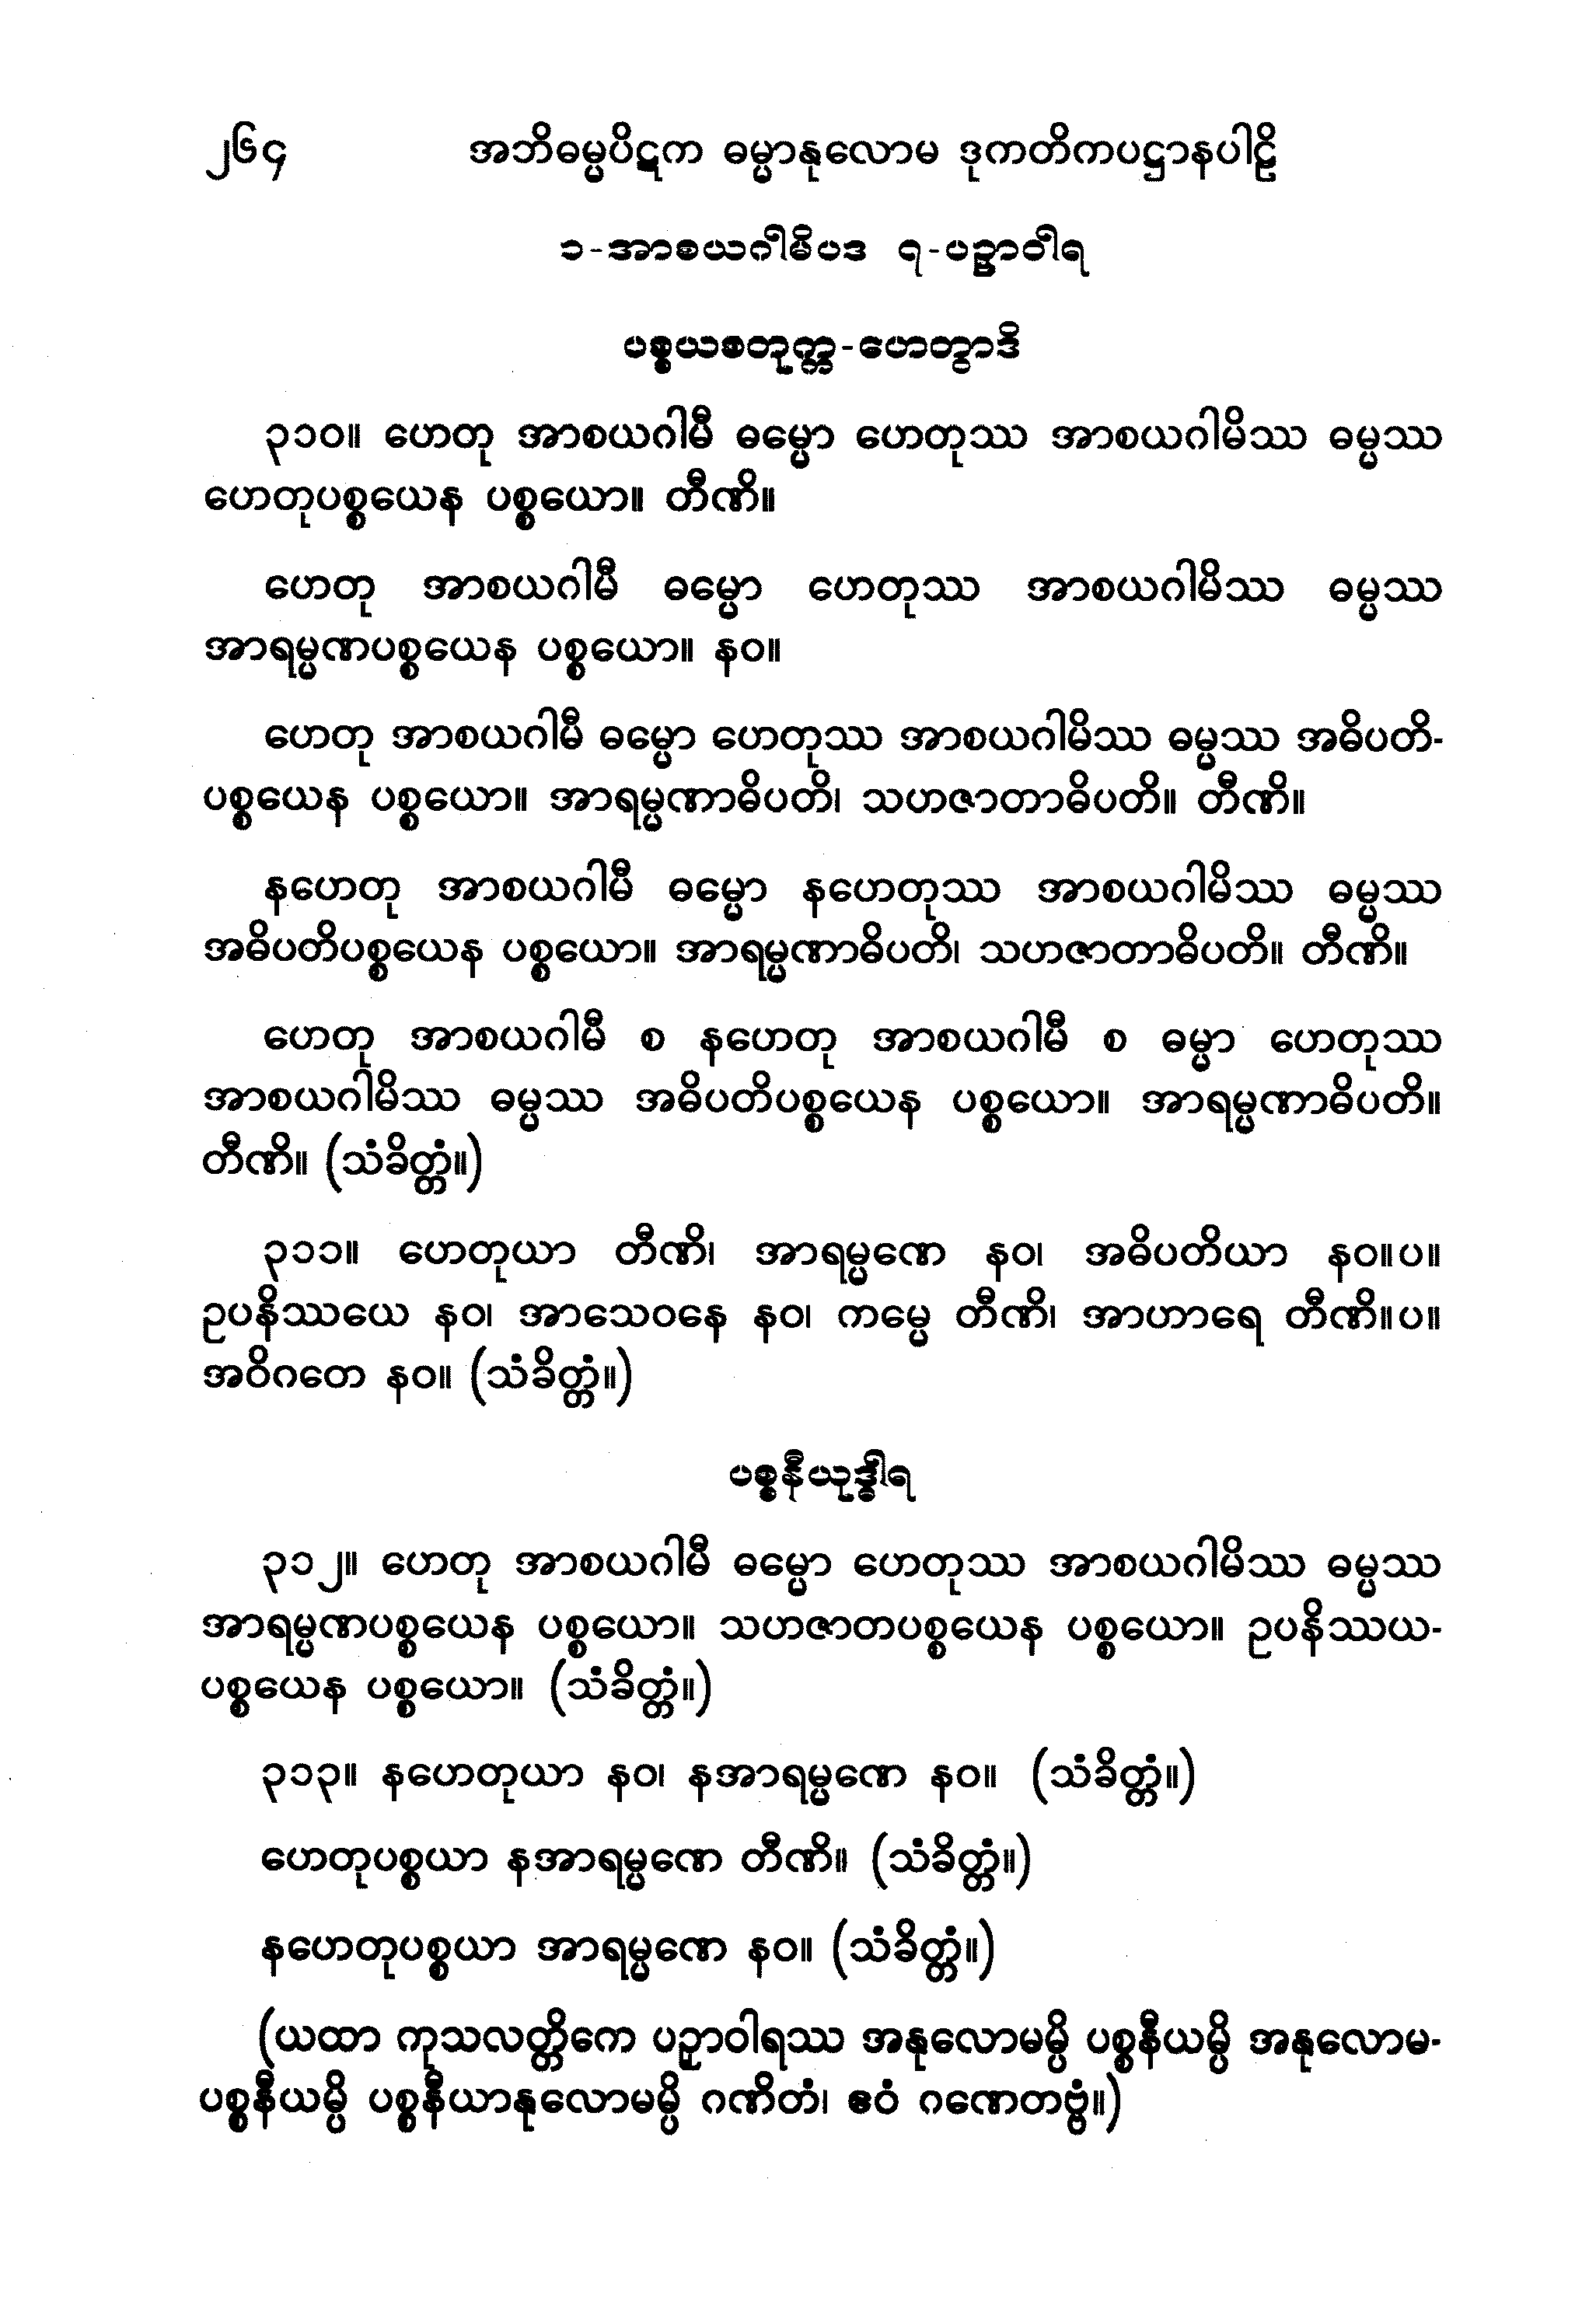 ၂၆၄ အဘိဓမ္မပိဋက ဓမ္မာနုလောမ ဒုကတိကပဋ္ဌာနပါဠိ
၁-အာစယဂါမိပဒ ၇-ပဉှာဝါရ
ပစ္စယစတုက္က-ဟေတွာဒိ
၃၁၀။ ဟေတု အာစယဂါမီ ဓမ္မော ဟေတုဿ အာစယဂါမိဿ ဓမ္မဿ
ဟေတုပစ္စယေန ပစ္စယော။ တီဏိ။
ဟေတု အာစယဂါမီ ဓမ္မော ဟေတုဿ အာစယဂါမိဿ ဓမ္မဿ
အာရမ္မဏပစ္စယေန ပစ္စယော။ နဝ။
ဟေတု အာစယဂါမီ ဓမ္မော ဟေတုဿ အာစယဂါမိဿ ဓမ္မဿ အဓိပတိ-
ပစ္စယေန ပစ္စယော။ အာရမ္မဏာဓိပတိ၊ သဟဇာတာဓိပတိ။ တီဏိ။
နဟေတု အာစယဂါမီ ဓမ္မော နဟေတုဿ အာစယဂါမိဿ ဓမ္မဿ
အဓိပတိပစ္စယေန ပစ္စယော။ အာရမ္မဏာဓိပတိ၊ သဟဇာတာဓိပတိ။ တီဏိ။
ဟေတု အာစယဂါမီ စ နဟေတု အာစယဂါမီ စ ဓမ္မာ ဟေတုဿ
အာစယဂါမိဿ ဓမ္မဿ အဓိပတိပစ္စယေန ပစ္စယော။ အာရမ္မဏာဓိပတိ။
တီဏိ။ (သံခိတ္တံ။)
၃၁၁။ ဟေတုယာ တီဏိ၊ အာရမ္မဏေ နဝ၊ အဓိပတိယာ နဝ။ပ။
ဥပနိဿယေ နဝ၊ အာသေဝနေ နဝ၊ ကမ္မေ တီဏိ၊ အာဟာရေ တီဏိ။ပ။
အဝိဂတေ နဝ။ (သံခိတ္တံ။)
ပစ္စနီယုဒ္ဓါရ
၃၁၂။ ဟေတု အာစယဂါမီ ဓမ္မော ဟေတုဿ အာစယဂါမိဿ ဓမ္မဿ
အာရမ္မဏပစ္စယေန ပစ္စယော။ သဟဇာတပစ္စယေန ပစ္စယော။ ဥပနိဿယ-
ပစ္စယေန ပစ္စယော။ (သံခိတ္တံ။)
၃၁၃။ နဟေတုယာ နဝ၊ နအာရမ္မဏေ နဝ။ (သံခိတ္တံ။)
ဟေတုပစ္စယာ နအာရမ္မဏေ တီဏိ။ (သံခိတ္တံ။)
နဟေတုပစ္စယာ အာရမ္မဏေ နဝ။ (သံခိတ္တံ။)
(ယထာ ကုသလတ္တိကေ ပဉှာဝါရဿ အနုလောမမ္ပိ ပစ္စနီယမ္ပိ အနုလောမ-
ပစ္စနီယမ္ပိ ပစ္စနီယာနုလောမမ္ပိ ဂဏိတံ၊ ဧဝံ ဂဏေတဗ္ဗံ။)